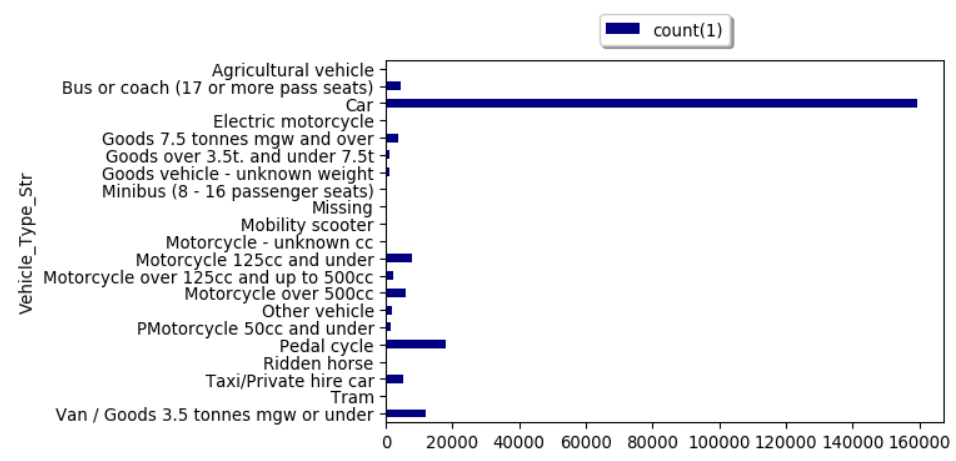 count(1)
Agricultural vehicle
Bus or coach (17 or more pass seats)
Car
Electric motorcycle
Goods 7.5 tonnes mgw and over
Goods over 3.5t. and under 7.5t
Goods vehicle - unknown weight
Minibus (8 - 16 passenger seats)
Missing
Mobility scooter
Motorcycle - unknown cc
Motorcycle 125cc and under
Motorcycle over 125cc and up to 500cc
Motorcycle over 500cc
Other vehicle
PMotorcycle 50cc and under
Pedal cycle
Ridden horse
Taxi/Private hire car
Tram
Van / Goods 3.5 tonnes mgw or under
Vehicle_Type_Str
0 20000 40000 60000 80000 100000 120000 140000 160000